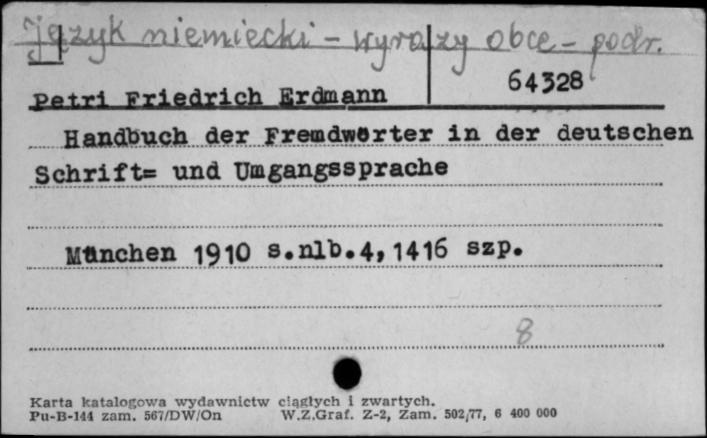 Język niemiecki - wyrazy obce - podr.
64328
Petri Friedrich Erdmann
Handbuch der Fremdwörter in der deutschen
Schrift= und Umgangssprache
München 1910 s.nlb.4,1416 szp.
8
Karta katalogowa wydawnictw ciągłych i zwartych.
Pu-B-144 zam. 567/DW/On W.Z.Graf. Z-2, Zam. 502/77, 6 400 000